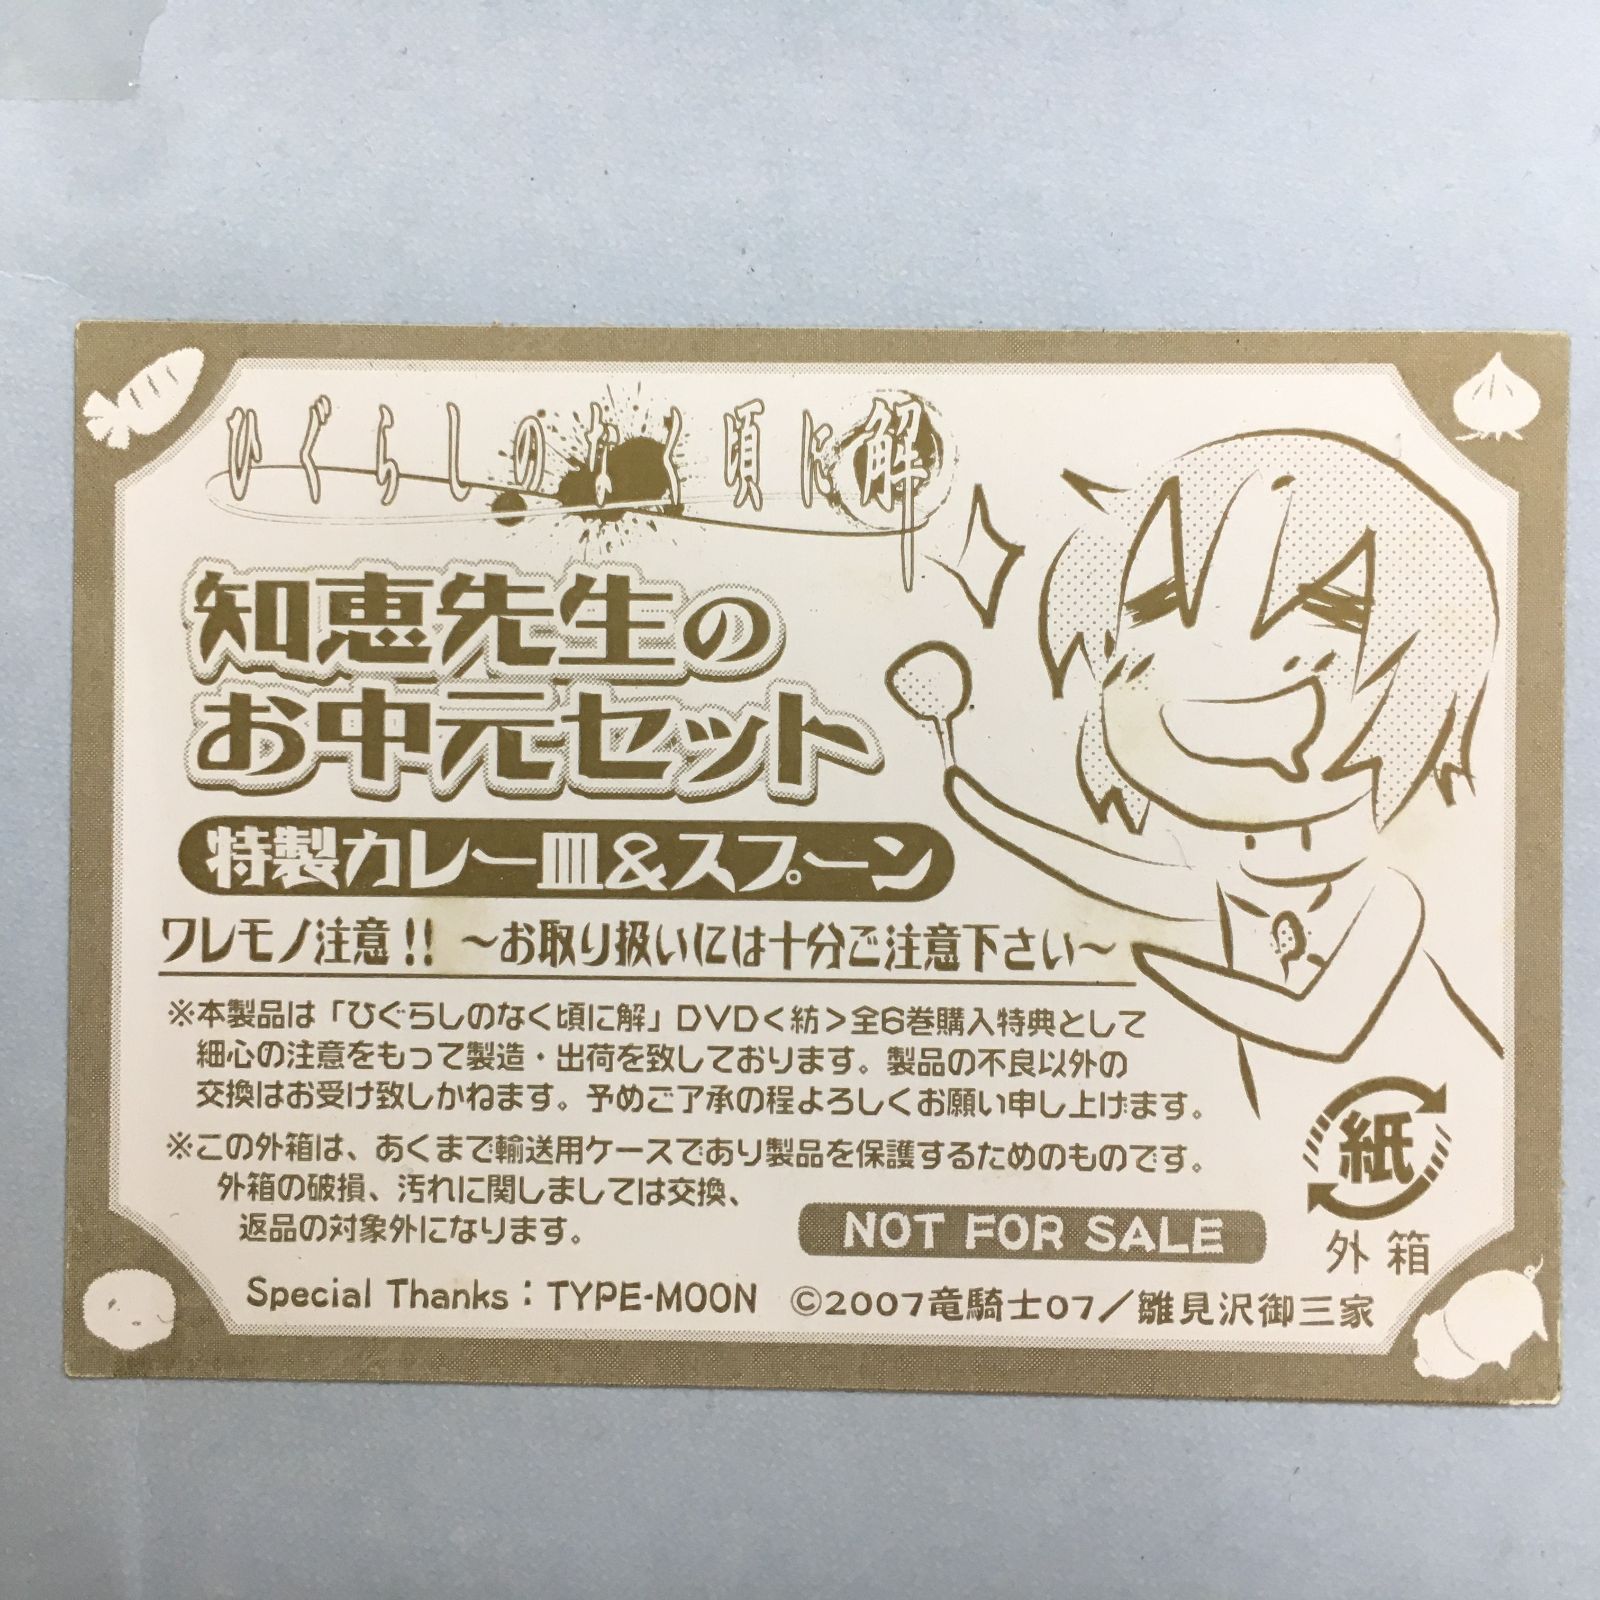 ひぐらしのなく頃に解
知恵先生の
お中元セット
特製カレー皿&スプーン
ワレモノ注意!! ～お取り扱いには十分ご注意下さい～
※本製品は「ひぐらしのなく頃に解」DVD<紡>全6巻購入特典として
細心の注意をもって製造・出荷を致しております。製品の不良以外の
交換はお受け致しかねます。予めご了承の程よろしくお願い申し上げます。
※この外箱は、あくまで輸送用ケースであり製品を保護するためのものです。
外箱の破損、汚れに関しましては交換、
返品の対象外になります。
NOT FOR SALE
紙
外箱
Special Thanks：TYPE-MOON ©2007竜騎士07／雛見沢御三家